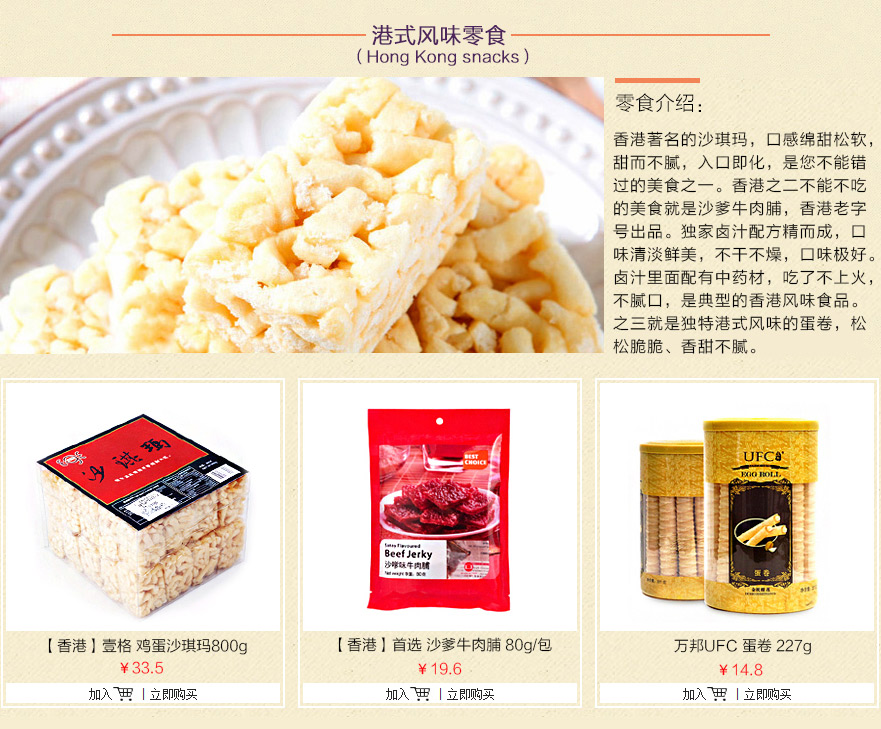 港式风味零食
（Hong Kong snacks）
零食介绍：
香港著名的沙琪玛，口感绵甜松软，
甜而不腻，入口即化，是您不能错
过的美食之一。香港之二不能不吃
的美食就是沙爹牛肉脯，香港老字
号出品。独家卤汁配方精而成，口
味清淡鲜美，不干不燥，口味极好。
卤汁里面配有中药材，吃了不上火，
不腻口，是典型的香港风味食品。
之三就是独特港式风味的蛋卷，松
松脆脆、香甜不腻。
沙琪玛
BEST
CHOICE
Satay Flavoured
Beef Jerky
沙嗲味牛肉脯
UFC
EGG ROLL
蛋卷
【香港】壹格 鸡蛋沙琪玛800g
￥33.5
加入 | 立即购买
【香港】首选 沙爹牛肉脯 80g/包
￥19.6
加入 | 立即购买
万邦UFC 蛋卷 227g
￥14.8
加入 | 立即购买